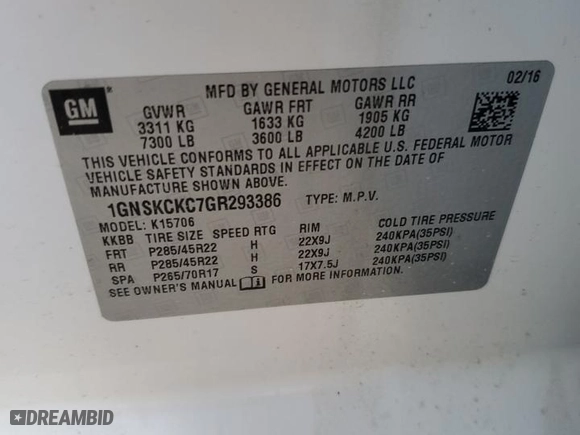 MFD BY GENERAL MOTORS LLC 02/16
GM
GVWR GAWR FRT GAWR RR
3311 KG 1633 KG 1905 KG
7300 LB 3600 LB 4200 LB
THIS VEHICLE CONFORMS TO ALL APPLICABLE U.S. FEDERAL MOTOR
VEHICLE SAFETY STANDARDS IN EFFECT ON THE DATE OF
MANUFACTURE SHOWN ABOVE.
1GNSKCKC7GR293386 TYPE: M.P.V.
MODEL: K15706
KKBB TIRE SIZE SPEED RTG RIM COLD TIRE PRESSURE
FRT P285/45R22 H 22X9J 240KPA(35PSI)
RR P285/45R22 H 22X9J 240KPA(35PSI)
SPA P265/70R17 S 17X7.5J 240KPA(35PSI)
SEE OWNER'S MANUAL FOR MORE INFORMATION.
DREAMBID